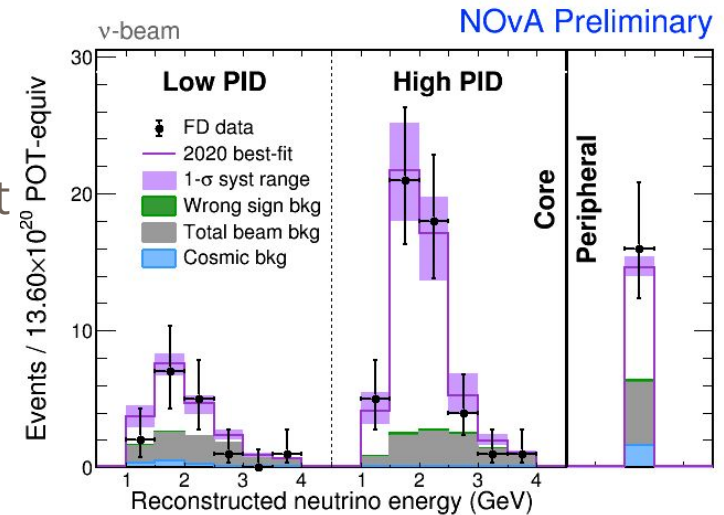 ν-beam
NOvA Preliminary
Low PID
High PID
FD data
2020 best-fit
1-σ syst range
Wrong sign bkg
Total beam bkg
Cosmic bkg
Core
Peripheral
Events / 13.60×10²⁰ POT-equiv
t
30
20
10
0
1 2 3 4 1 2 3 4
Reconstructed neutrino energy (GeV)